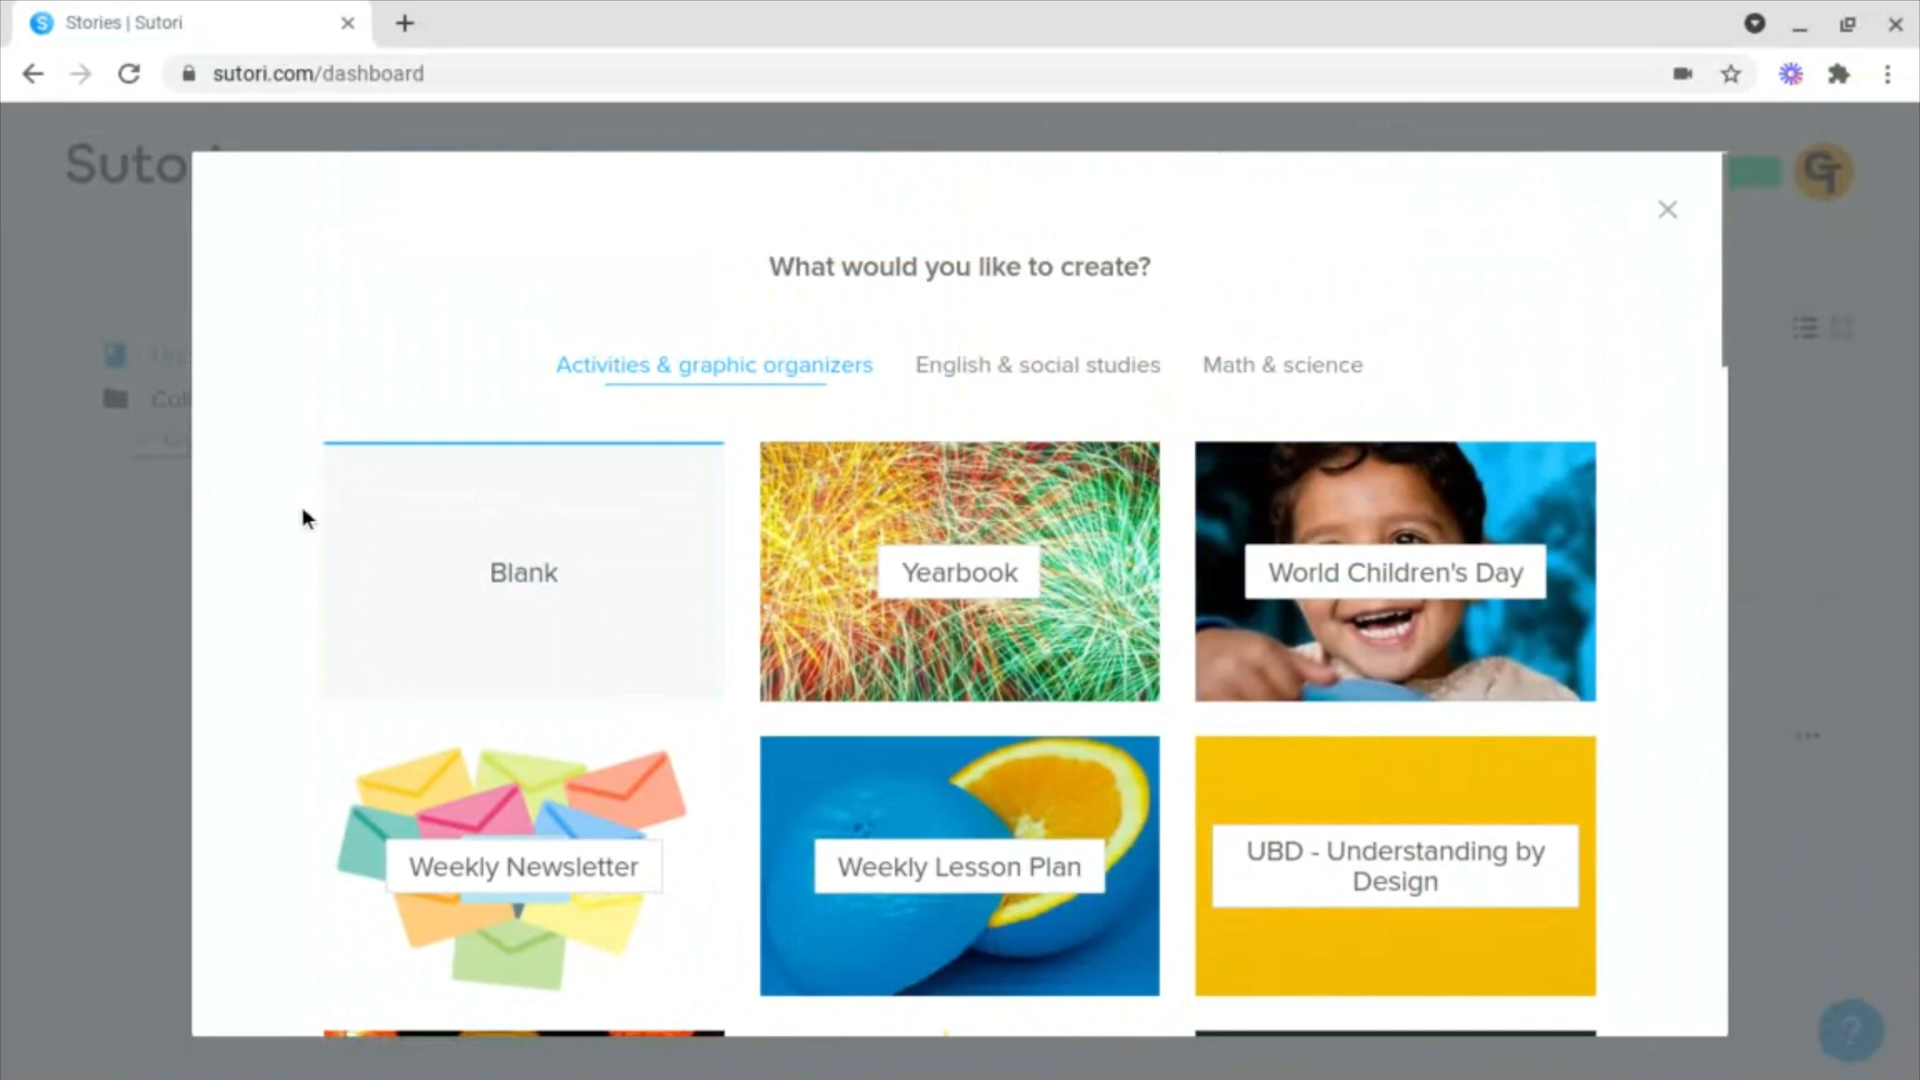 S Stories | Sutori
sutori.com/dashboard
GT
What would you like to create?
Activities & graphic organizers English & social studies Math & science
Blank
Yearbook
World Children's Day
Weekly Newsletter
Weekly Lesson Plan
UBD - Understanding by
Design
?